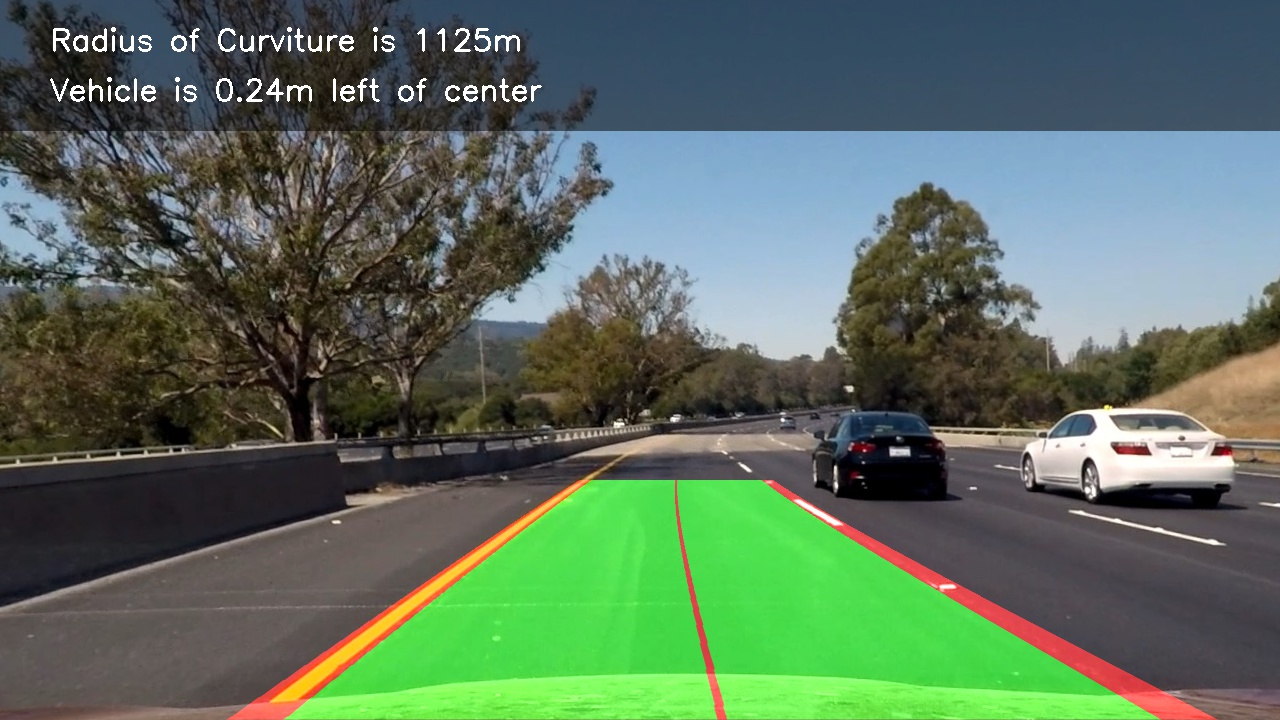 Radius of Curviture is 1125m
Vehicle is 0.24m left of center